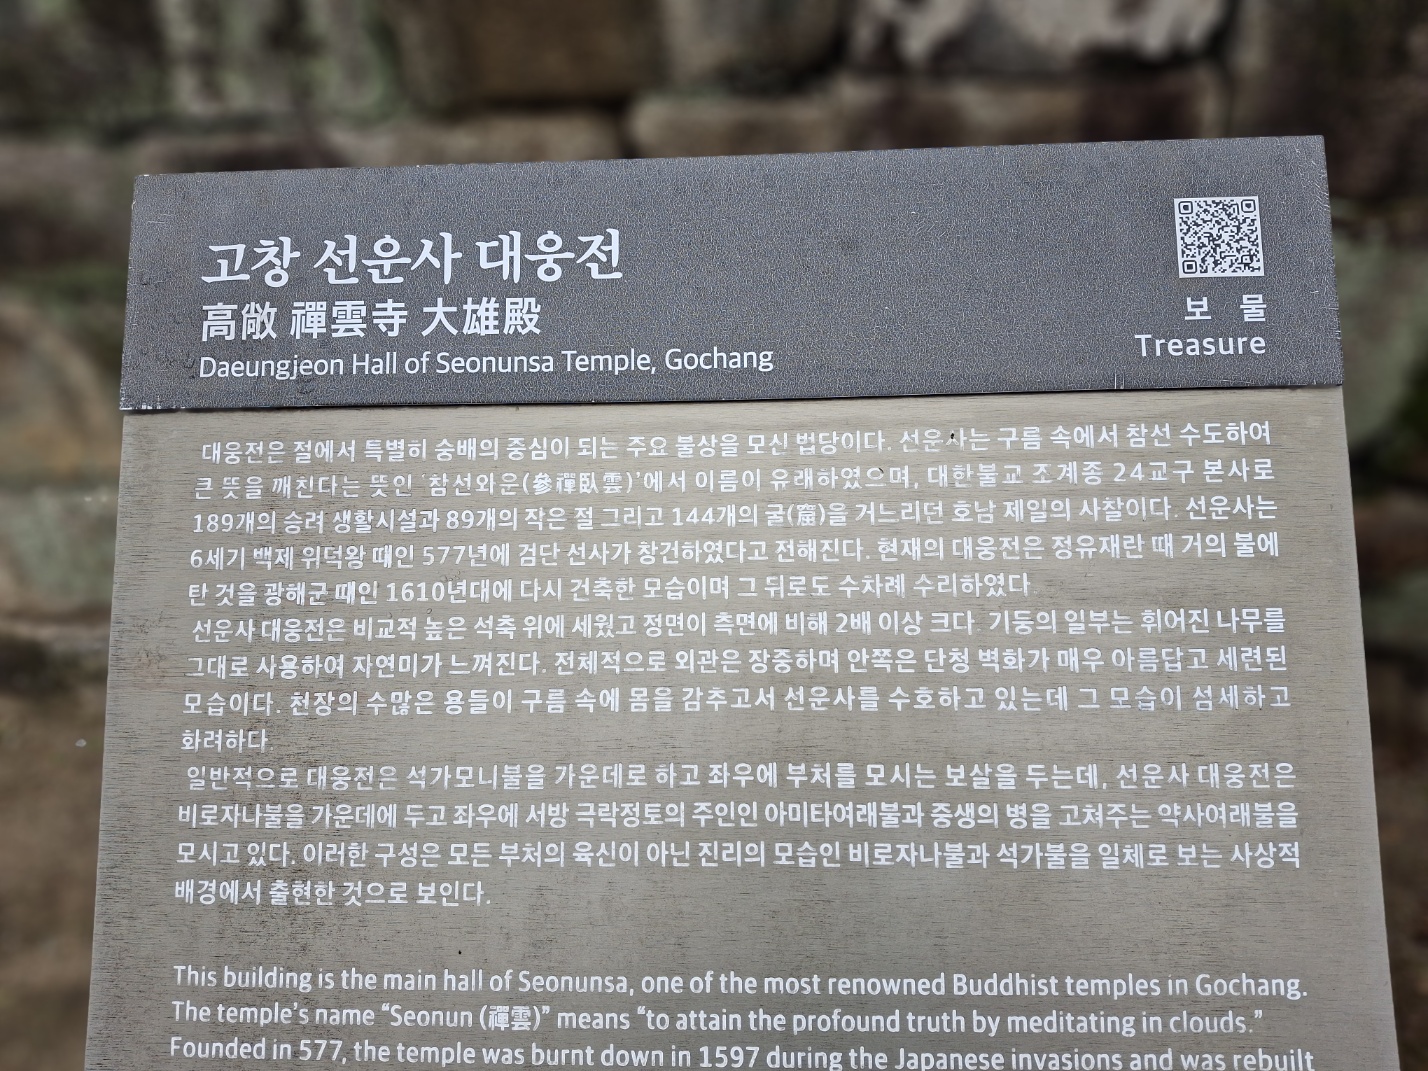 고창 선운사 대웅전
高敞 禪雲寺 大雄殿
Daeungjeon Hall of Seonunsa Temple, Gochang
보 물
Treasure
대웅전은 절에서 특별히 숭배의 중심이 되는 주요 불상을 모신 법당이다. 선운사는 구름 속에서 참선 수도하여
큰 뜻을 깨친다는 뜻인 '참선와운(參禪臥雲)'에서 이름이 유래하였으며, 대한불교 조계종 24교구 본사로
189개의 승려 생활시설과 89개의 작은 절 그리고 144개의 굴(窟)을 거느리던 호남 제일의 사찰이다. 선운사는
6세기 백제 위덕왕 때인 577년에 검단 선사가 창건하였다고 전해진다. 현재의 대웅전은 정유재란 때 거의 불에
탄 것을 광해군 때인 1610년대에 다시 건축한 모습이며 그 뒤로도 수차례 수리하였다
선운사 대웅전은 비교적 높은 석축 위에 세웠고 정면이 측면에 비해 2배 이상 크다 기둥의 일부는 휘어진 나무를
그대로 사용하여 자연미가 느껴진다. 전체적으로 외관은 장중하며 안쪽은 단청 벽화가 매우 아름답고 세련된
모습이다. 천장의 수많은 용들이 구름 속에 몸을 감추고서 선운사를 수호하고 있는데 그 모습이 섬세하고
화려하다
일반적으로 대웅전은 석가모니불을 가운데로 하고 좌우에 부처를 모시는 보살을 두는데, 선운사 대웅전은
비로자나불을 가운데에 두고 좌우에 서방 극락정토의 주인인 아미타여래불과 중생의 병을 고쳐주는 약사여래불을
모시고 있다. 이러한 구성은 모든 부처의 육신이 아닌 진리의 모습인 비로자나불과 석가불을 일체로 보는 사상적
배경에서 출현한 것으로 보인다.
This building is the main hall of Seonunsa, one of the most renowned Buddhist temples in Gochang.
The temple's name “Seonun (禪雲)” means “to attain the profound truth by meditating in clouds.”
Founded in 577, the temple was burnt down in 1597 during the Japanese invasions and was rebuilt